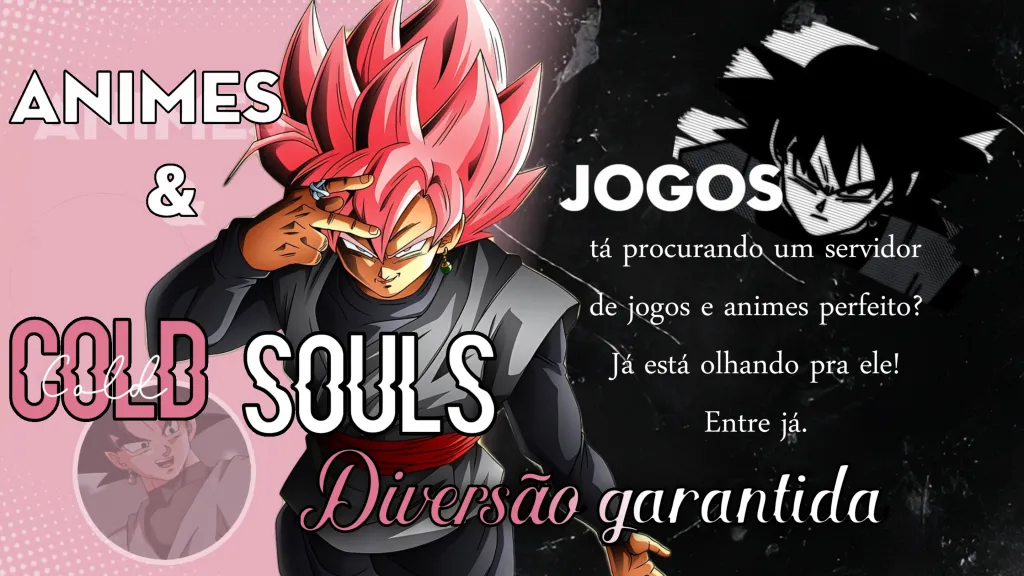 ANIMES
ANIMES
&
JOGOS
tá procurando um servidor
de jogos e animes perfeito?
Já está olhando pra ele!
Entre já.
COLD SOULS
Cold
Diversão garantida